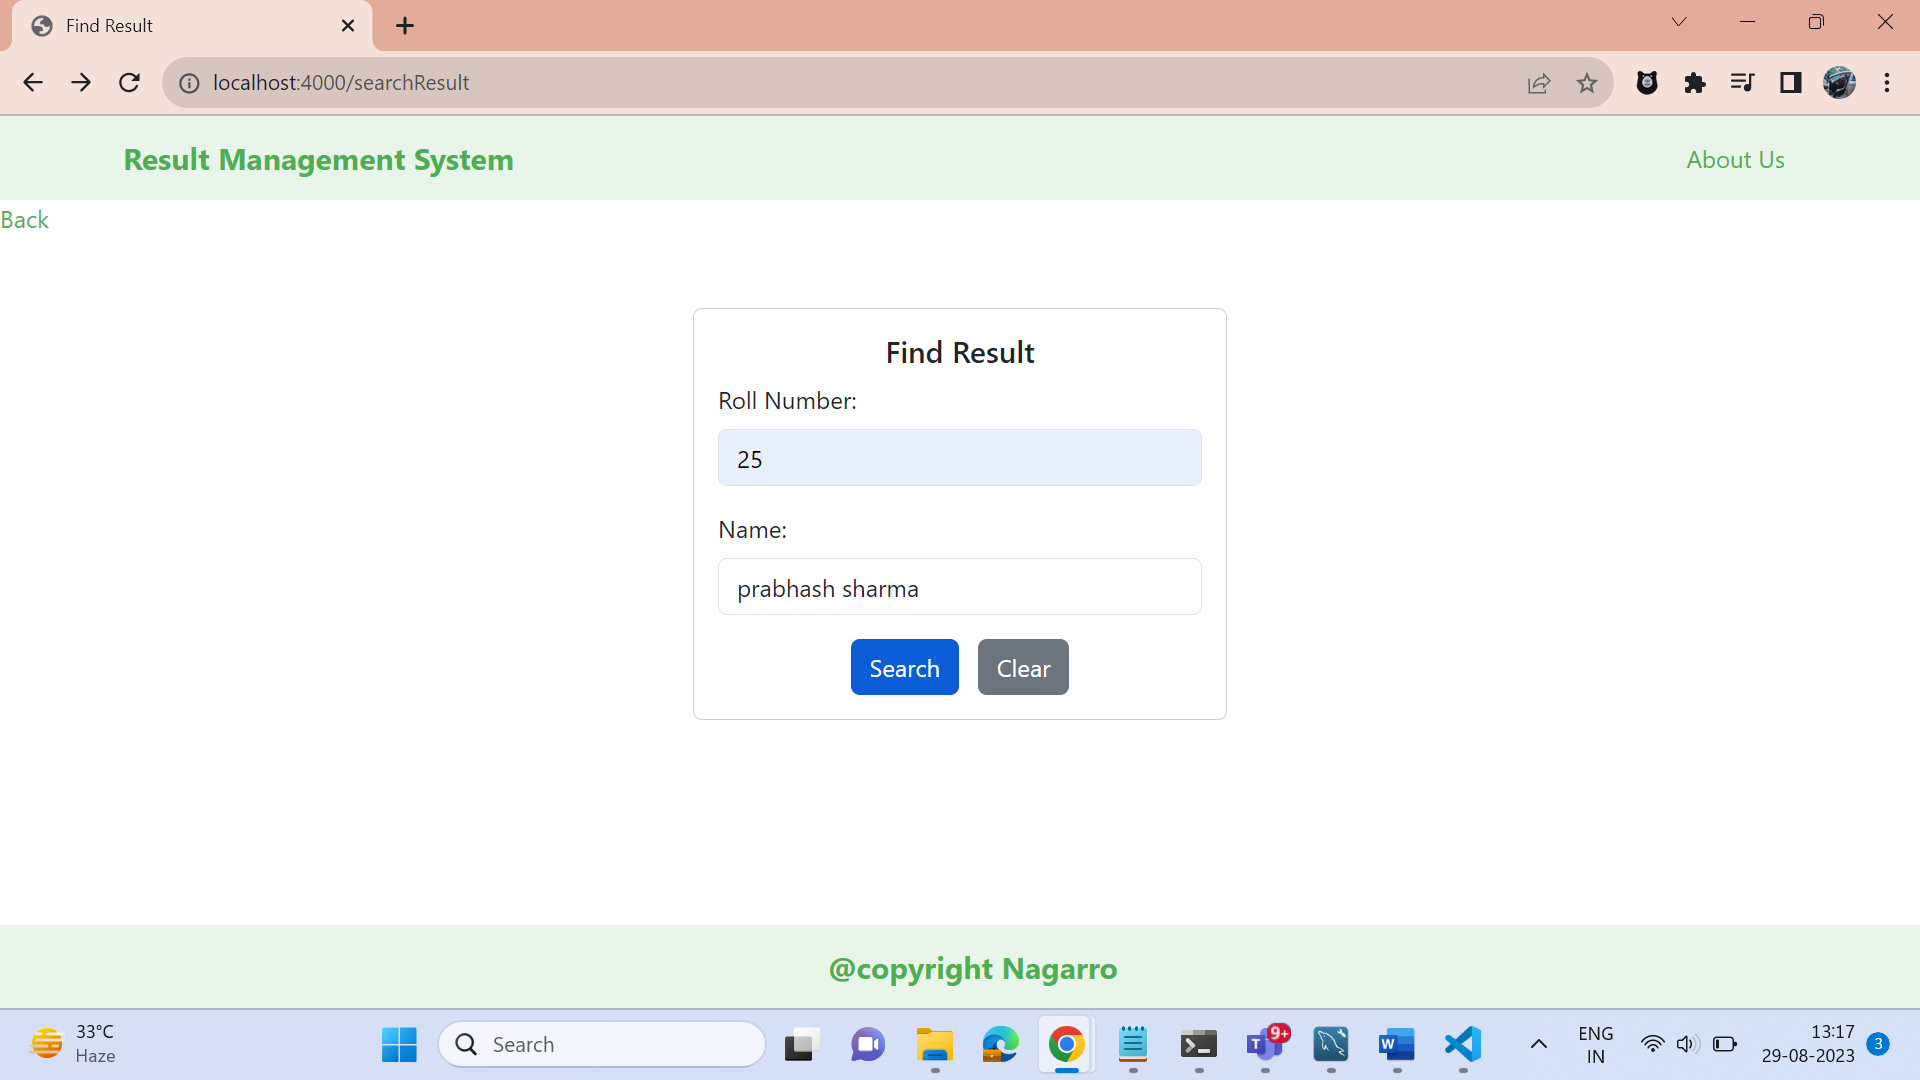 Find Result
localhost:4000/searchResult
Result Management System
About Us
Back
Find Result
Roll Number:
25
Name:
prabhash sharma
Search
Clear
@copyright Nagarro
33°C
Haze
Search
T
9+
W
ENG
IN
13:17
29-08-2023
3